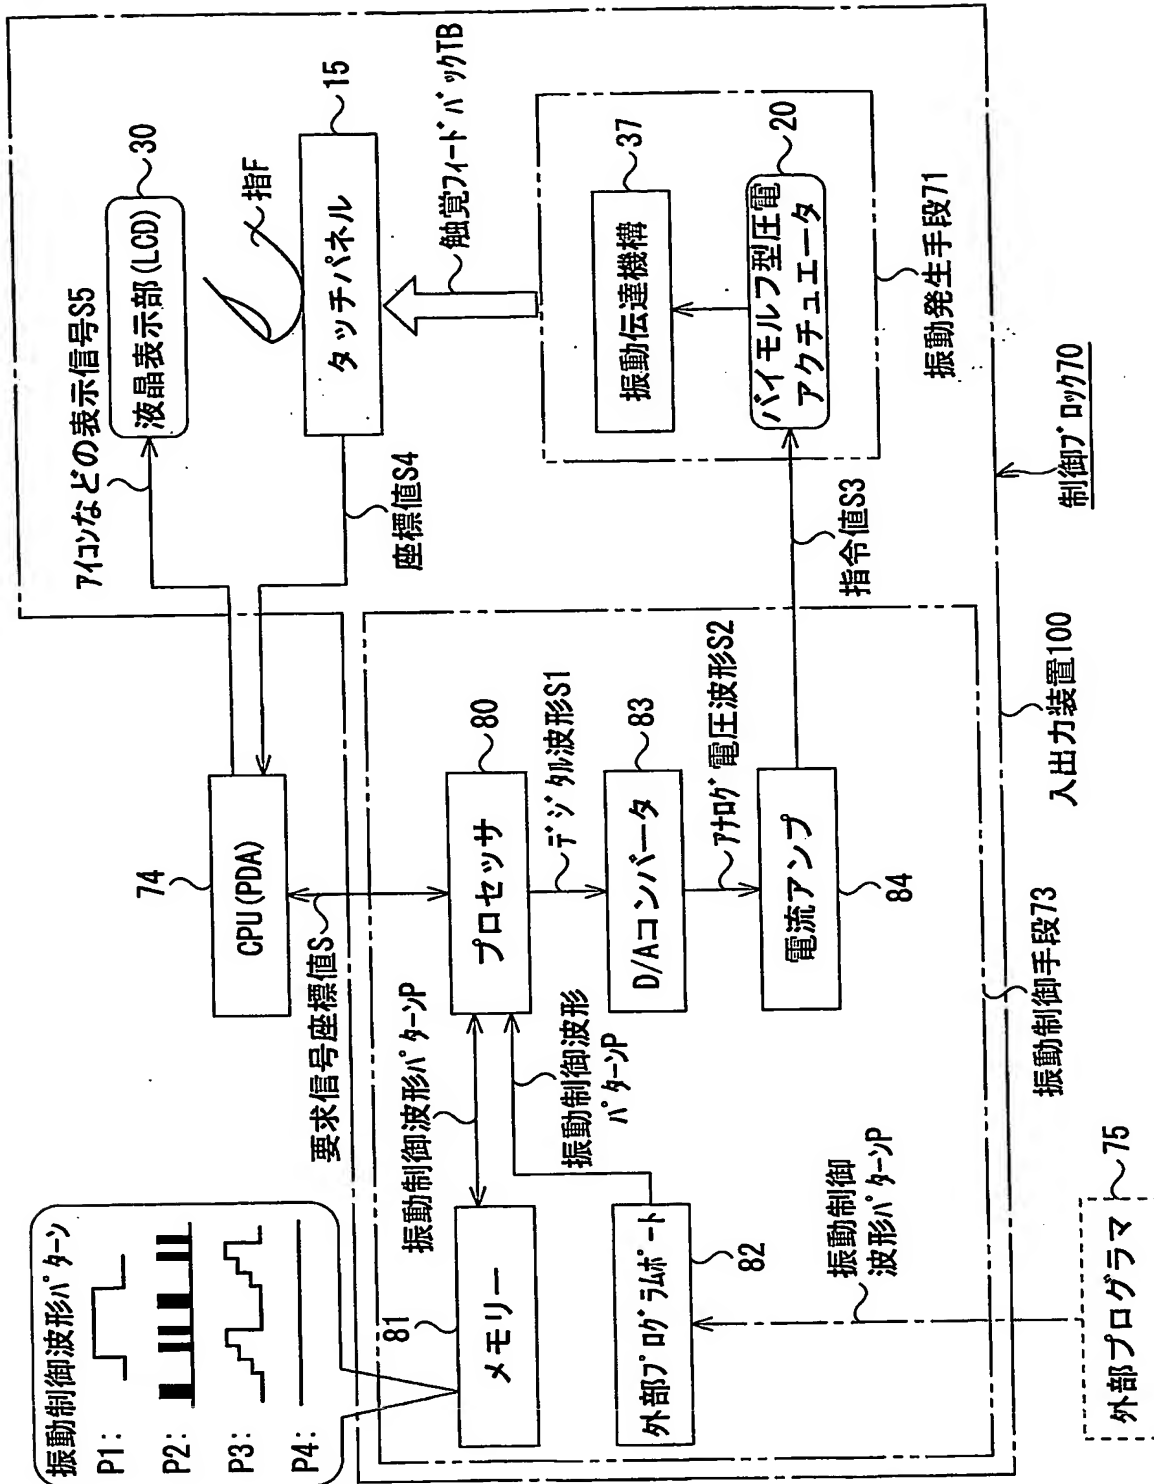 振動制御波形パターン
P1:
P2:
P3:
P4:
74
CPU(PDA)
アイコンなどの表示信号S5
30
液晶表示部(LCD)
指F
15
タッチパネル
座標値S4
触覚フィードバックTB
要求信号座標値S
81
メモリー
振動制御波形パターンP
80
プロセッサ
デジタル波形S1
83
D/Aコンバータ
アナログ電圧波形S2
電流アンプ
84
指令値S3
37
振動伝達機構
20
バイモルフ型圧電
アクチュエータ
振動発生手段71
振動制御波形
パターンP
外部プログラムポート
82
振動制御
波形パターンP
振動制御手段73
入出力装置100
制御ブロック70
75
外部プログラマ